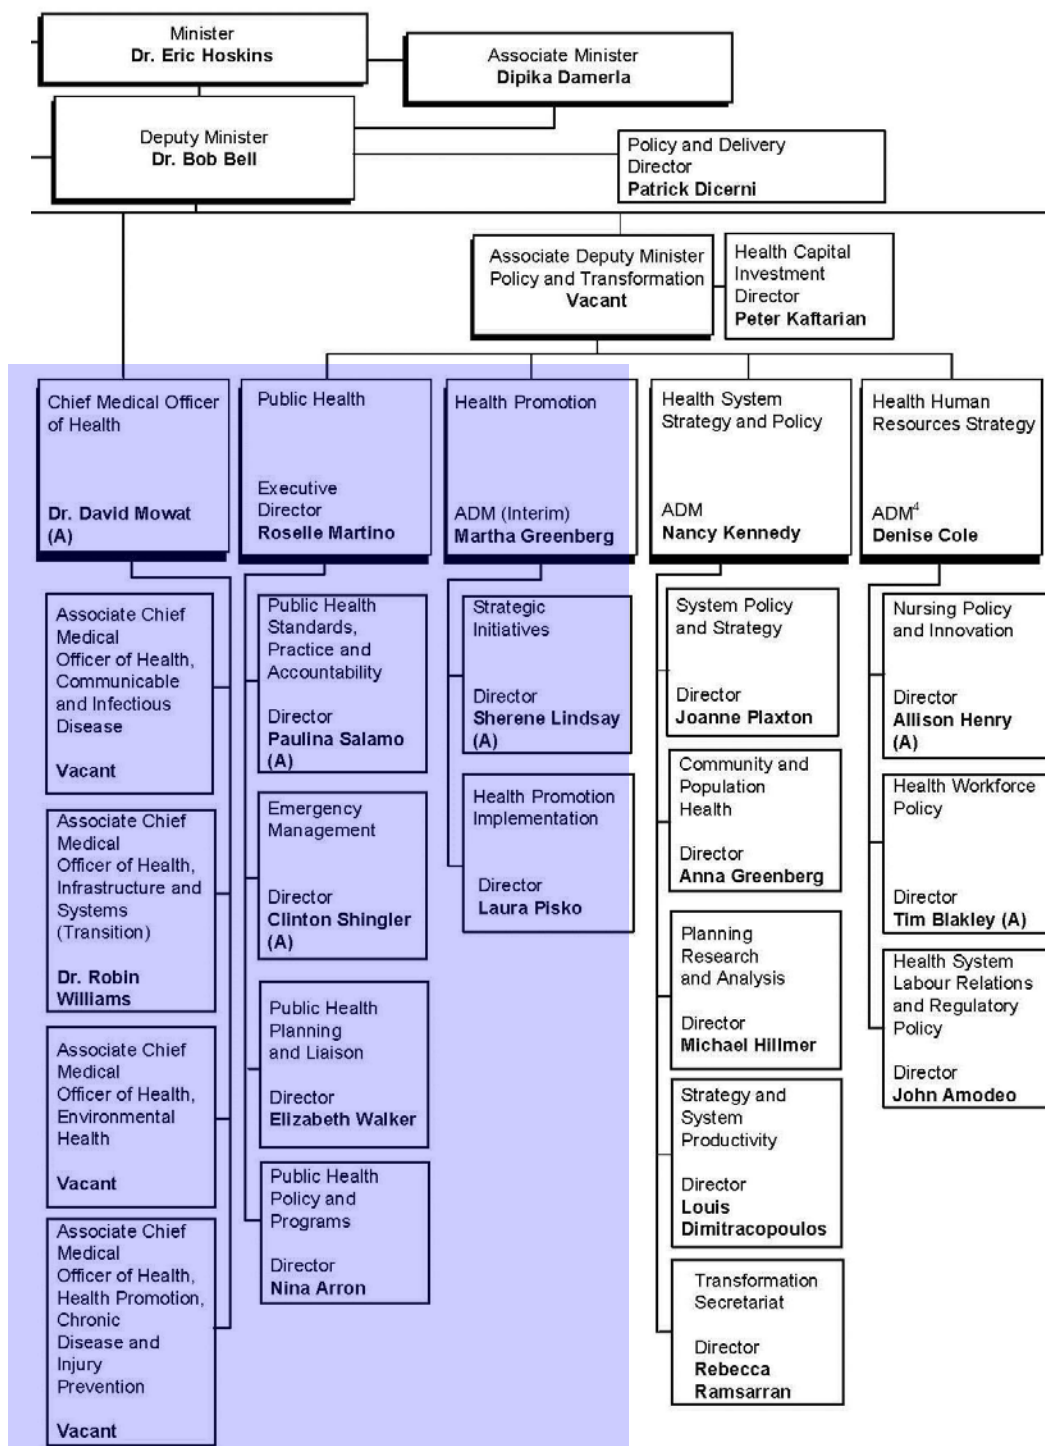 Minister
Dr. Eric Hoskins
Associate Minister
Dipika Damerla
Deputy Minister
Dr. Bob Bell
Policy and Delivery
Director
Patrick Dicerni
Associate Deputy Minister
Policy and Transformation
Vacant
Health Capital
Investment
Director
Peter Kaftarian
Chief Medical Officer
of Health
Dr. David Mowat
(A)
Public Health
Executive
Director
Roselle Martino
Health Promotion
ADM (Interim)
Martha Greenberg
Health System
Strategy and Policy
ADM
Nancy Kennedy
Health Human
Resources Strategy
ADM⁴
Denise Cole
Associate Chief
Medical
Officer of Health,
Communicable
and Infectious
Disease
Vacant
Associate Chief
Medical
Officer of Health,
Infrastructure and
Systems
(Transition)
Dr. Robin
Williams
Associate Chief
Medical
Officer of Health,
Environmental
Health
Vacant
Associate Chief
Medical
Officer of Health,
Health Promotion,
Chronic
Disease and
Injury
Prevention
Vacant
Public Health
Standards,
Practice and
Accountability
Director
Paulina Salamo
(A)
Emergency
Management
Director
Clinton Shingler
(A)
Public Health
Planning
and Liaison
Director
Elizabeth Walker
Public Health
Policy and
Programs
Director
Nina Arron
Strategic
Initiatives
Director
Sherene Lindsay
(A)
Health Promotion
Implementation
Director
Laura Pisko
System Policy
and Strategy
Director
Joanne Plaxton
Community and
Population
Health
Director
Anna Greenberg
Planning
Research
and Analysis
Director
Michael Hillmer
Strategy and
System
Productivity
Director
Louis
Dimitracopoulos
Transformation
Secretariat
Director
Rebecca
Ramsarran
Nursing Policy
and Innovation
Director
Allison Henry
(A)
Health Workforce
Policy
Director
Tim Blakley (A)
Health System
Labour Relations
and Regulatory
Policy
Director
John Amodeo